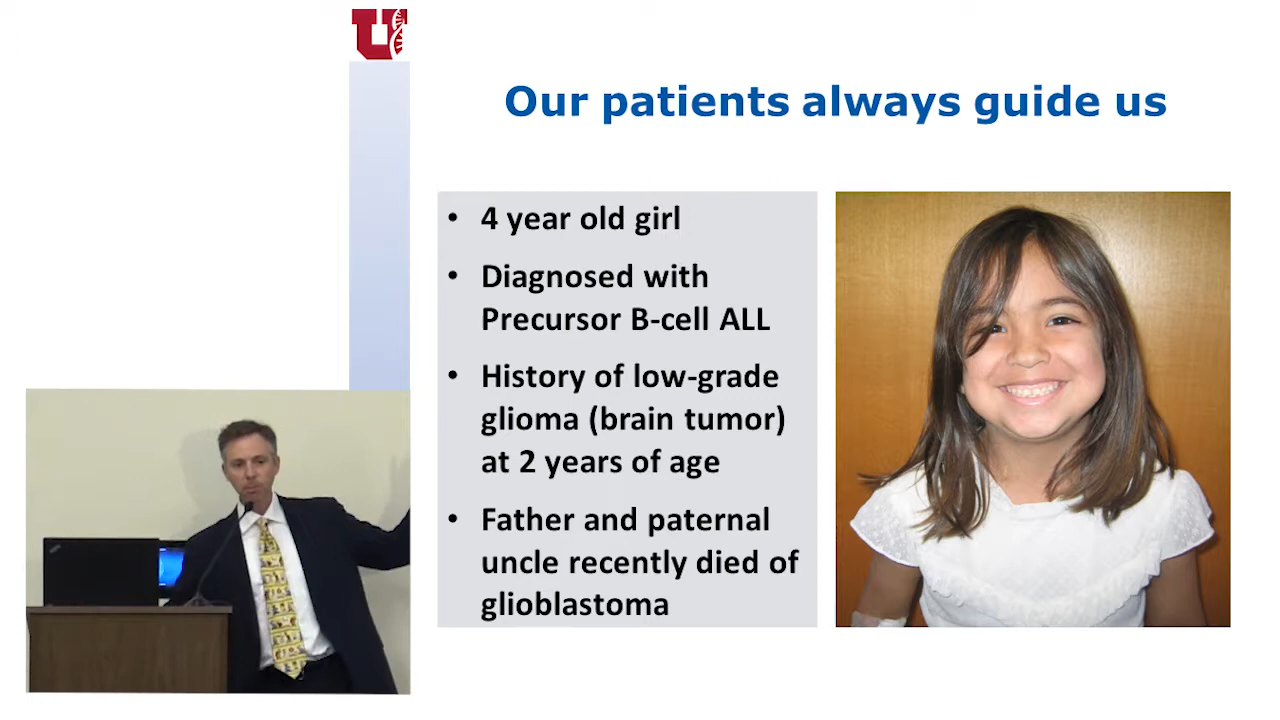 Our patients always guide us
• 4 year old girl
• Diagnosed with
Precursor B-cell ALL
• History of low-grade
glioma (brain tumor)
at 2 years of age
• Father and paternal
uncle recently died of
glioblastoma